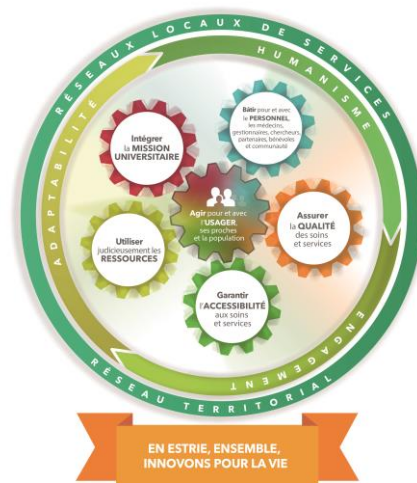 RÉSEAUX LOCAUX DE SERVICES
HUMANISME
ADAPTABILITÉ
Intégrer
la MISSION
UNIVERSITAIRE
Bâtir pour et avec
le PERSONNEL,
les médecins,
gestionnaires, chercheurs,
partenaires, bénévoles
et communauté
Agir pour et avec
l'USAGER,
ses proches
et la population
Assurer
la QUALITÉ
des soins
et services
Utiliser
judicieusement les
RESSOURCES
Garantir
l'ACCESSIBILITÉ
aux soins
et services
ENGAGEMENT
RÉSEAU TERRITORIAL
EN ESTRIE, ENSEMBLE,
INNOVONS POUR LA VIE